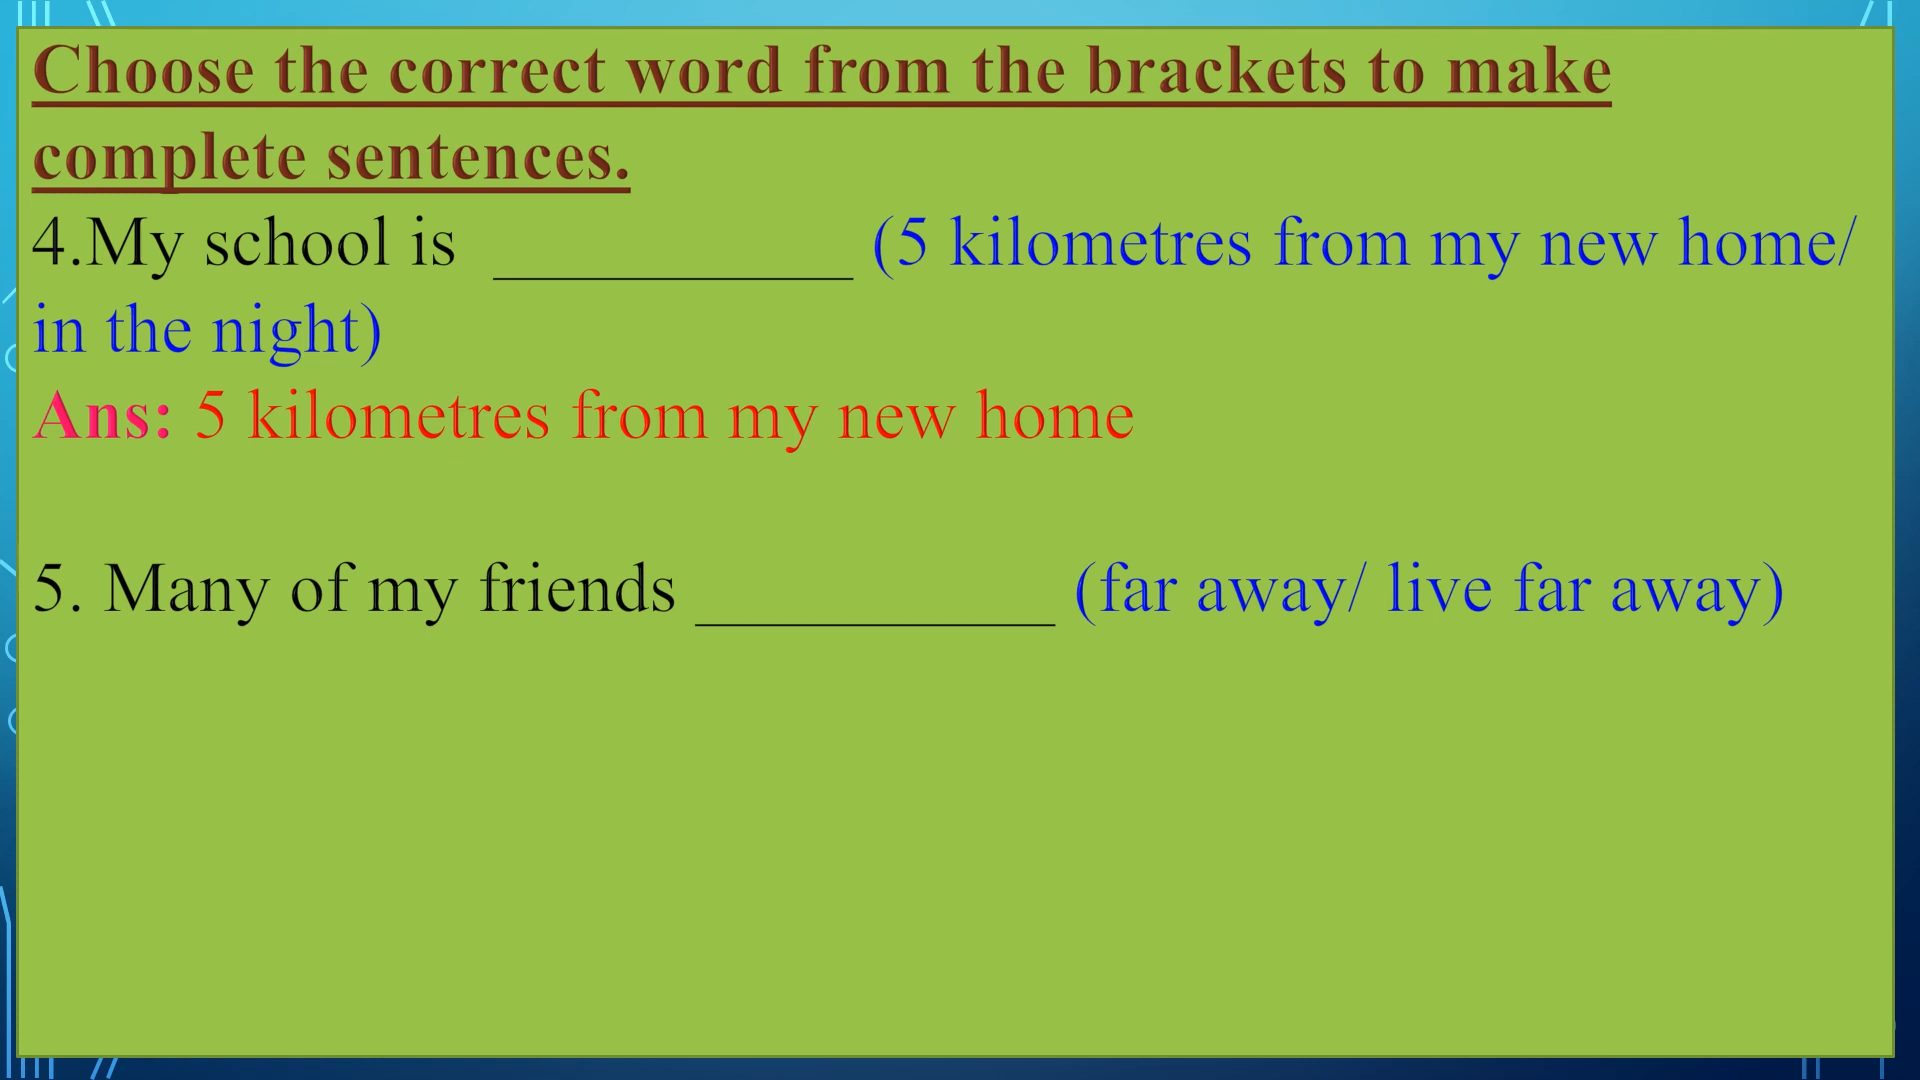 Choose the correct word from the brackets to make
complete sentences.
4.My school is ___________ (5 kilometres from my new home/
in the night)
Ans: 5 kilometres from my new home
5. Many of my friends ___________ (far away/ live far away)